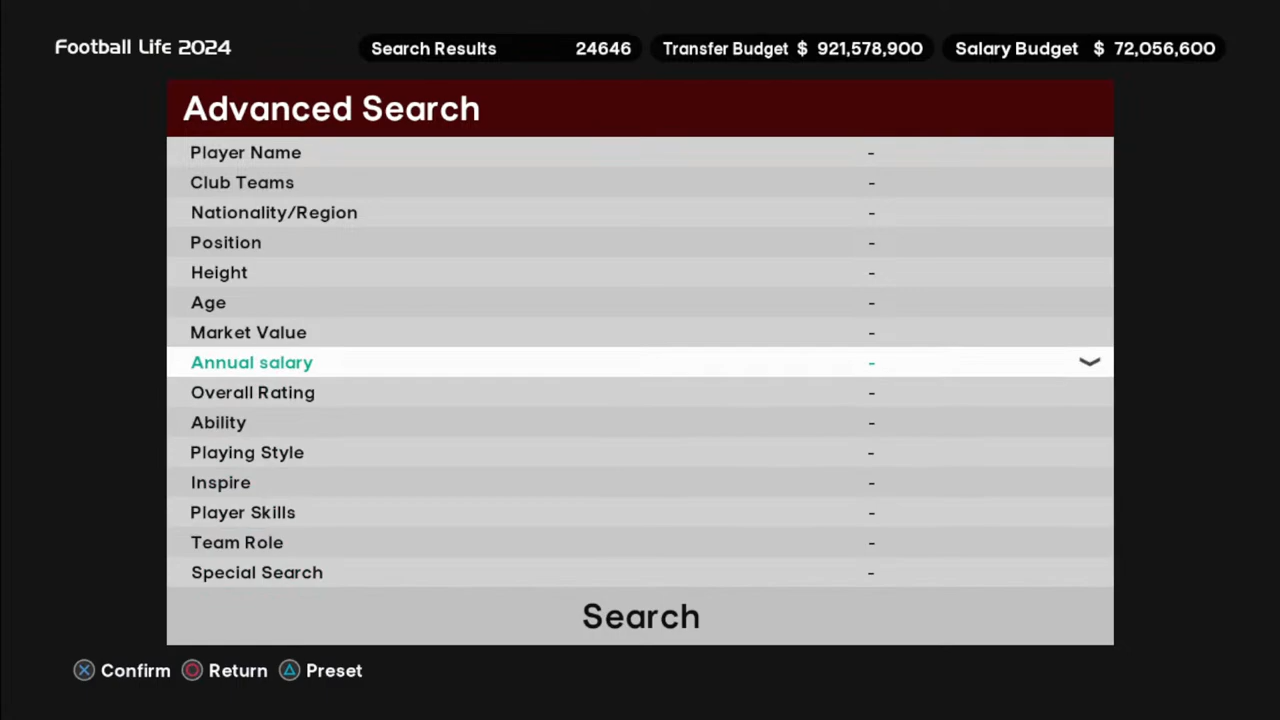 Football Life 2024
Search Results 24646
Transfer Budget $ 921,578,900
Salary Budget $ 72,056,600
Advanced Search
Player Name -
Club Teams -
Nationality/Region -
Position -
Height -
Age -
Market Value -
Annual salary -
Overall Rating -
Ability -
Playing Style -
Inspire -
Player Skills -
Team Role -
Special Search -
Search
Confirm Return Preset